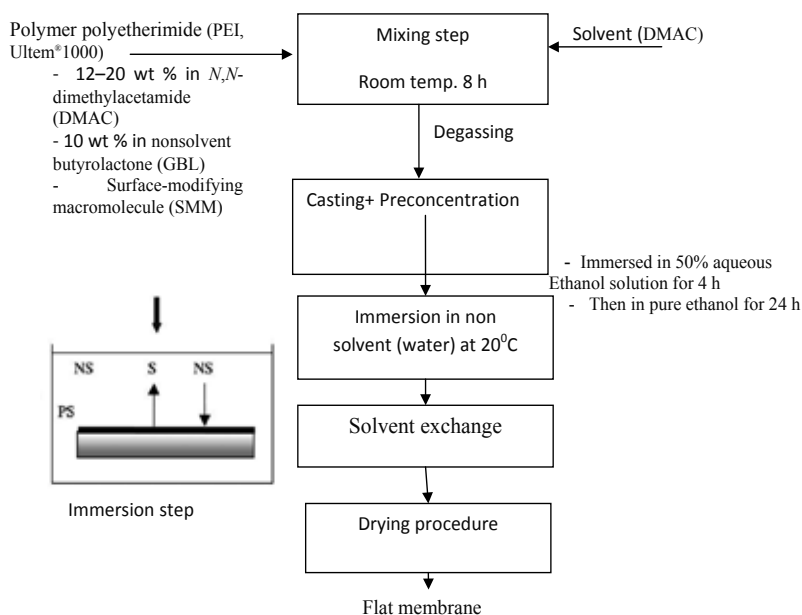 Polymer polyetherimide (PEI,
Ultem®1000)
- 12–20 wt % in N,N-
dimethylacetamide
(DMAC)
- 10 wt % in nonsolvent
butyrolactone (GBL)
- Surface-modifying
macromolecule (SMM)
Mixing step
Room temp. 8 h
Solvent (DMAC)
Degassing
Casting+ Preconcentration
- Immersed in 50% aqueous
Ethanol solution for 4 h
- Then in pure ethanol for 24 h
Immersion in non
solvent (water) at 20⁰C
NS S NS
PS
Immersion step
Solvent exchange
Drying procedure
Flat membrane